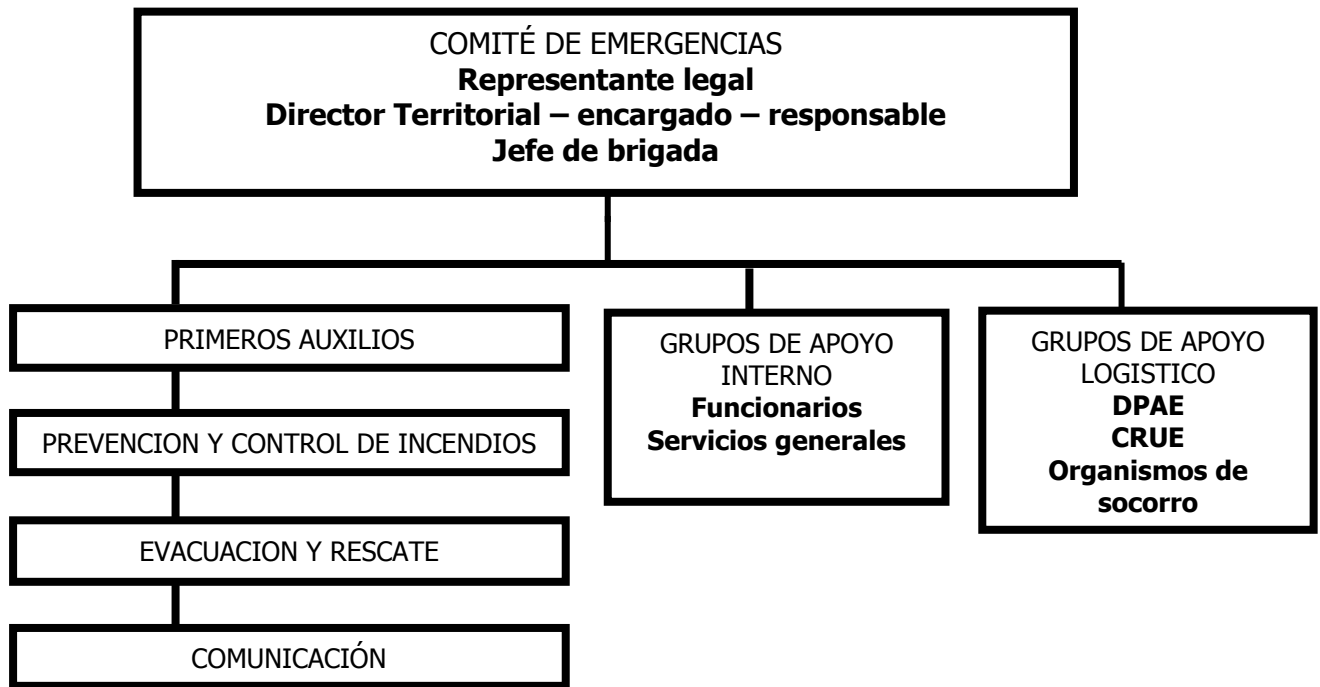 COMITÉ DE EMERGENCIAS
Representante legal
Director Territorial – encargado – responsable
Jefe de brigada
PRIMEROS AUXILIOS
PREVENCION Y CONTROL DE INCENDIOS
EVACUACION Y RESCATE
COMUNICACIÓN
GRUPOS DE APOYO
INTERNO
Funcionarios
Servicios generales
GRUPOS DE APOYO
LOGISTICO
DPAE
CRUE
Organismos de
socorro